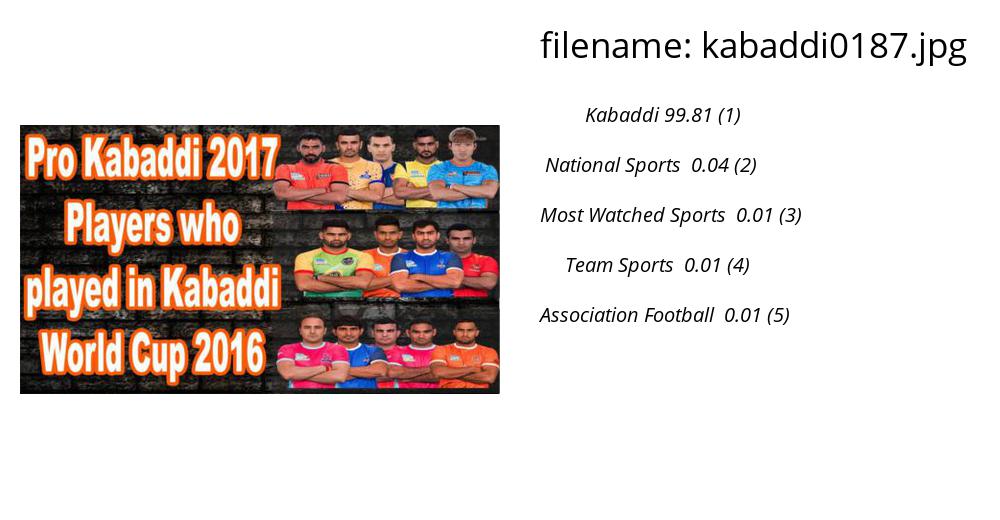 filename: kabaddi0187.jpg
Kabaddi 99.81 (1)
National Sports 0.04 (2)
Most Watched Sports 0.01 (3)
Team Sports 0.01 (4)
Association Football 0.01 (5)
Pro Kabaddi 2017
Players who
played in Kabaddi
World Cup 2016